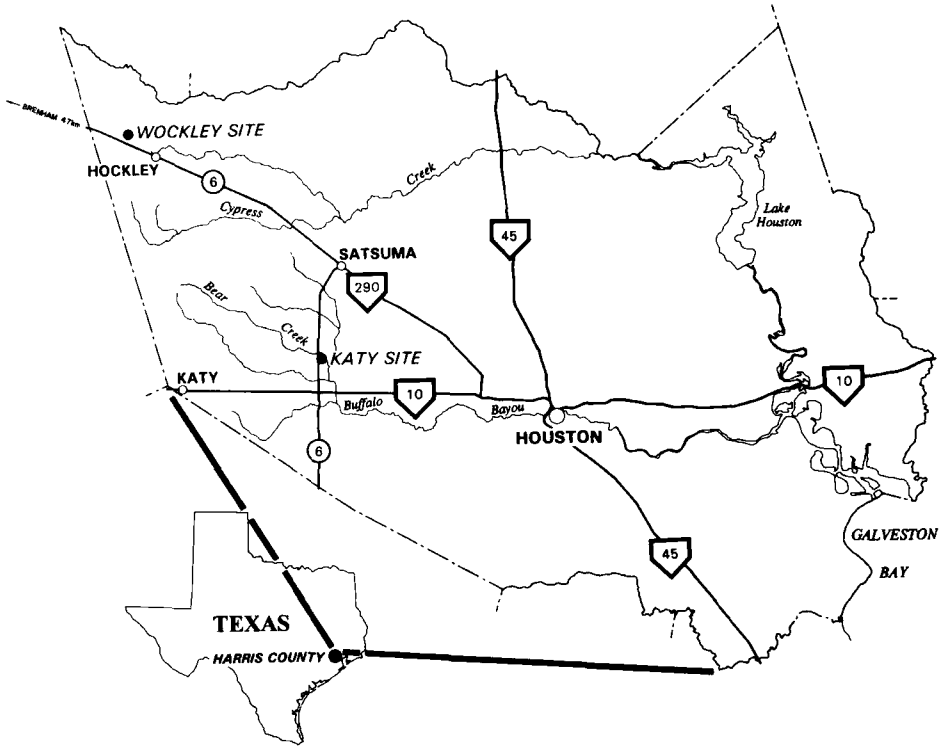 BRENHAM 47km
WOCKLEY SITE
HOCKLEY
6
Cypress
Creek
Lake
Houston
45
SATSUMA
290
Bear
Creek
KATY SITE
KATY
10
10
Buffalo
Bayou
HOUSTON
6
45
GALVESTON
BAY
TEXAS
HARRIS COUNTY